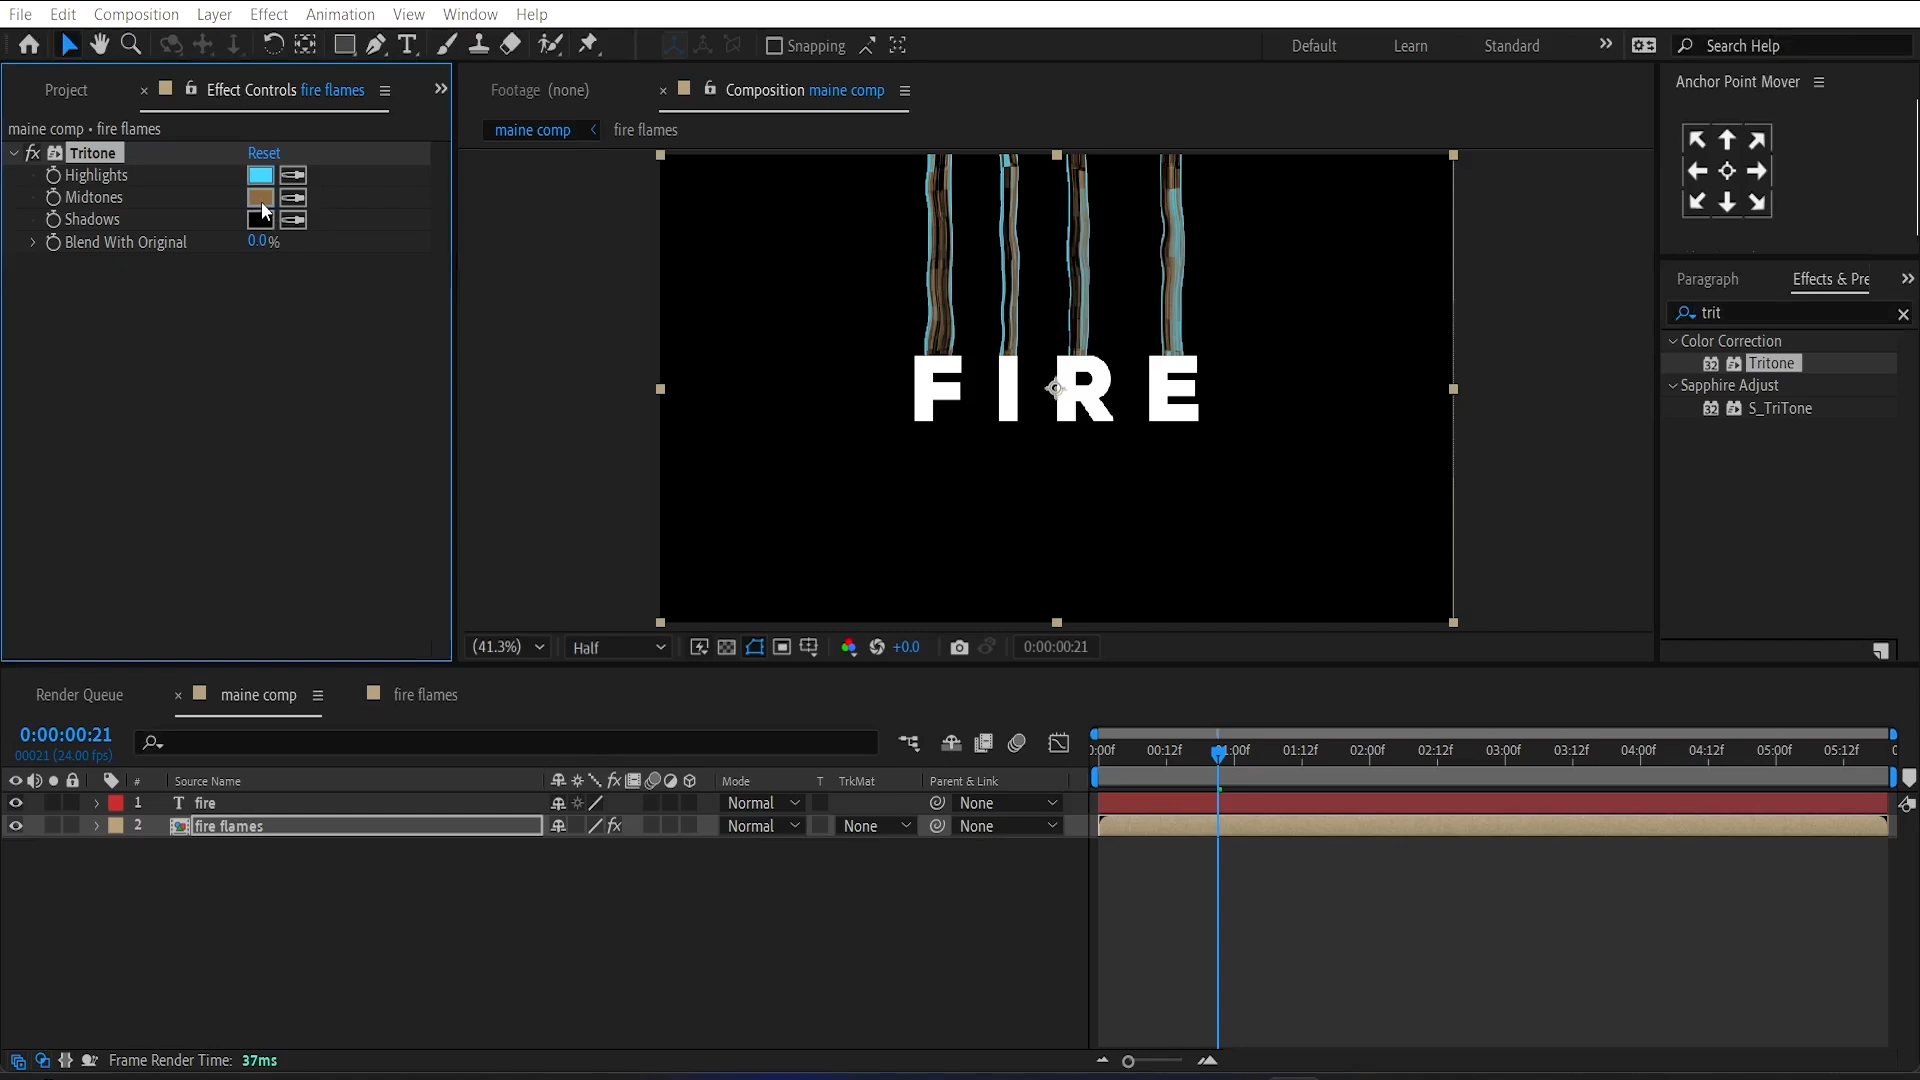 File Edit Composition Layer Effect Animation View Window Help
T Snapping Default Learn Standard Search Help
Project Effect Controls fire flames Footage (none) Composition maine comp Anchor Point Mover
maine comp • fire flames maine comp fire flames
fx Tritone Reset
Highlights
Midtones
Shadows
Blend With Original 0.0%
Paragraph Effects & Pre
trit
Color Correction
32 Tritone
Sapphire Adjust
32 S_TriTone
FIRE
(41.3%) Half +0.0 0:00:00:21
Render Queue maine comp fire flames
0:00:00:21
00021 (24.00 fps)
00:12f 01:12f 02:00f 02:12f 03:00f 03:12f 04:00f 04:12f 05:00f 05:12f
# Source Name fx Mode T TrkMat Parent & Link
1 T fire Normal None
2 fire flames fx Normal None None
Frame Render Time: 37ms